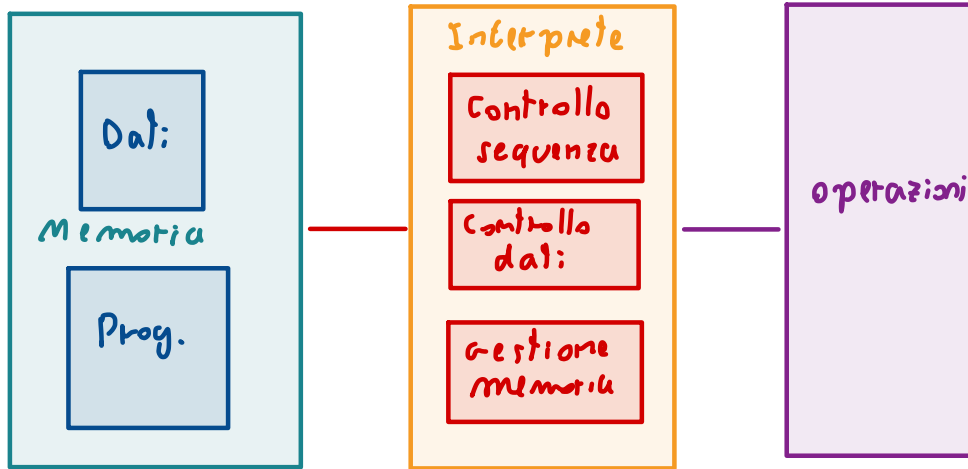 Dati
Memoria
Prog.
Interprete
Controllo
sequenza
Controllo
dati
Gestione
memoria
operazioni